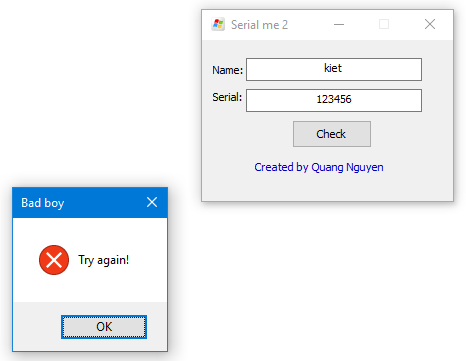 Serial me 2
Name: kiet
Serial: 123456
Check
Created by Quang Nguyen
Bad boy
Try again!
OK